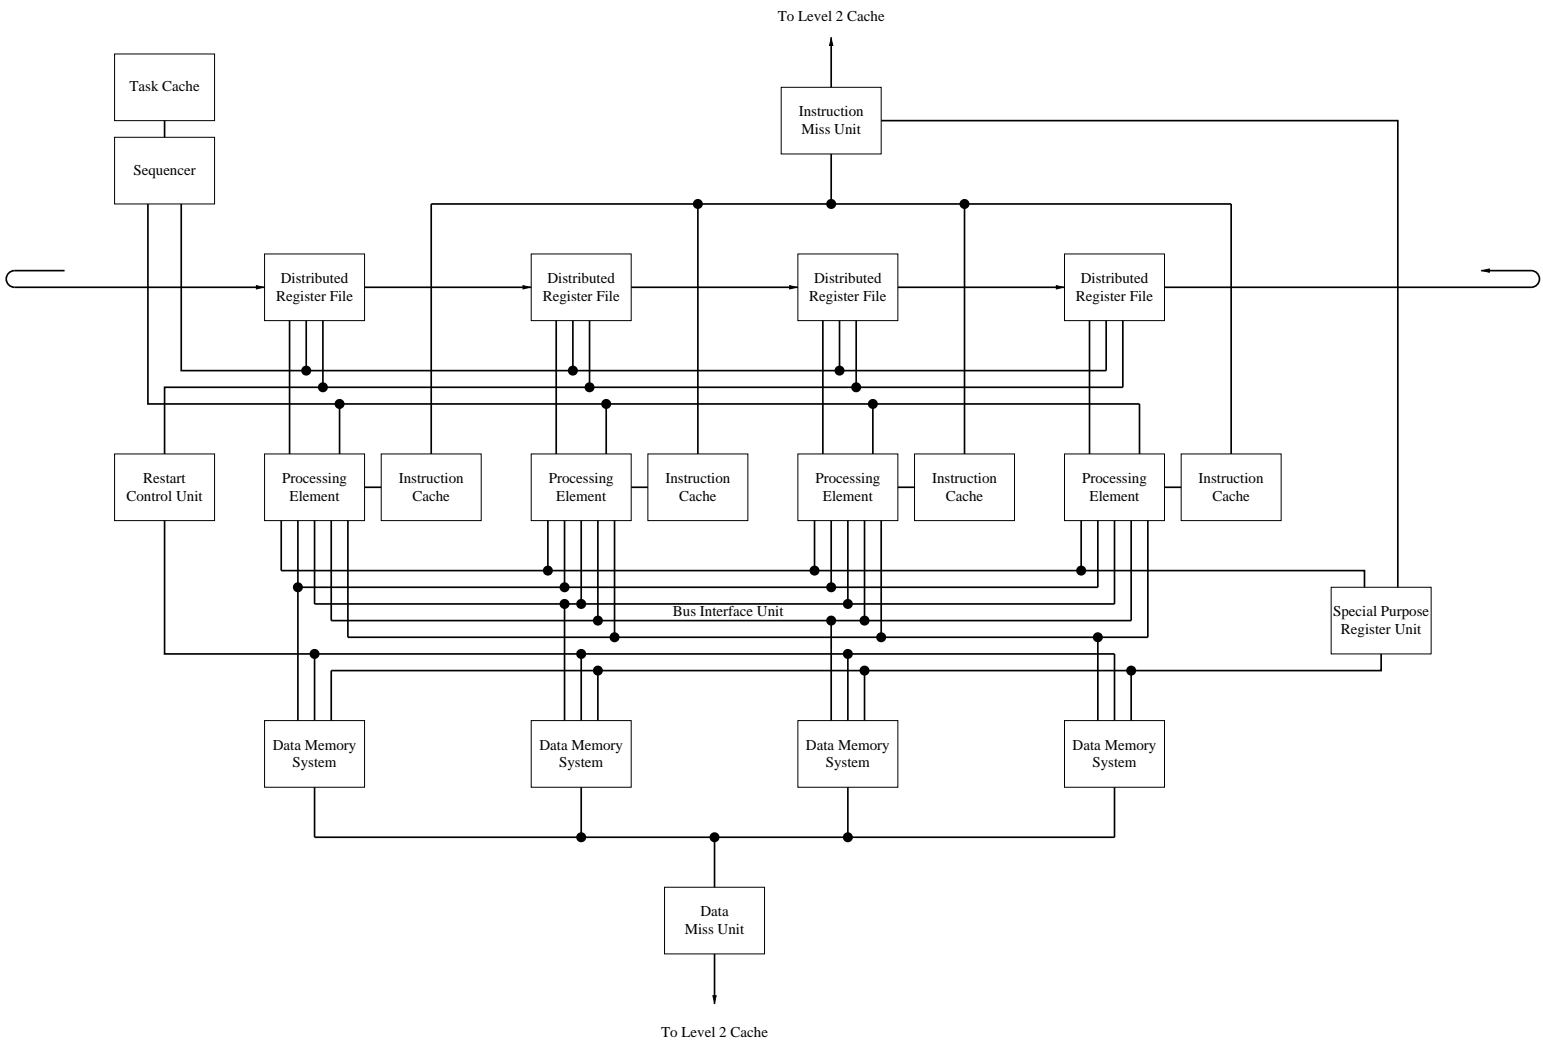 To Level 2 Cache
Task Cache
Instruction
Miss Unit
Sequencer
Distributed
Register File
Distributed
Register File
Distributed
Register File
Distributed
Register File
Restart
Control Unit
Processing
Element
Instruction
Cache
Processing
Element
Instruction
Cache
Processing
Element
Instruction
Cache
Processing
Element
Instruction
Cache
Bus Interface Unit
Special Purpose
Register Unit
Data Memory
System
Data Memory
System
Data Memory
System
Data Memory
System
Data
Miss Unit
To Level 2 Cache